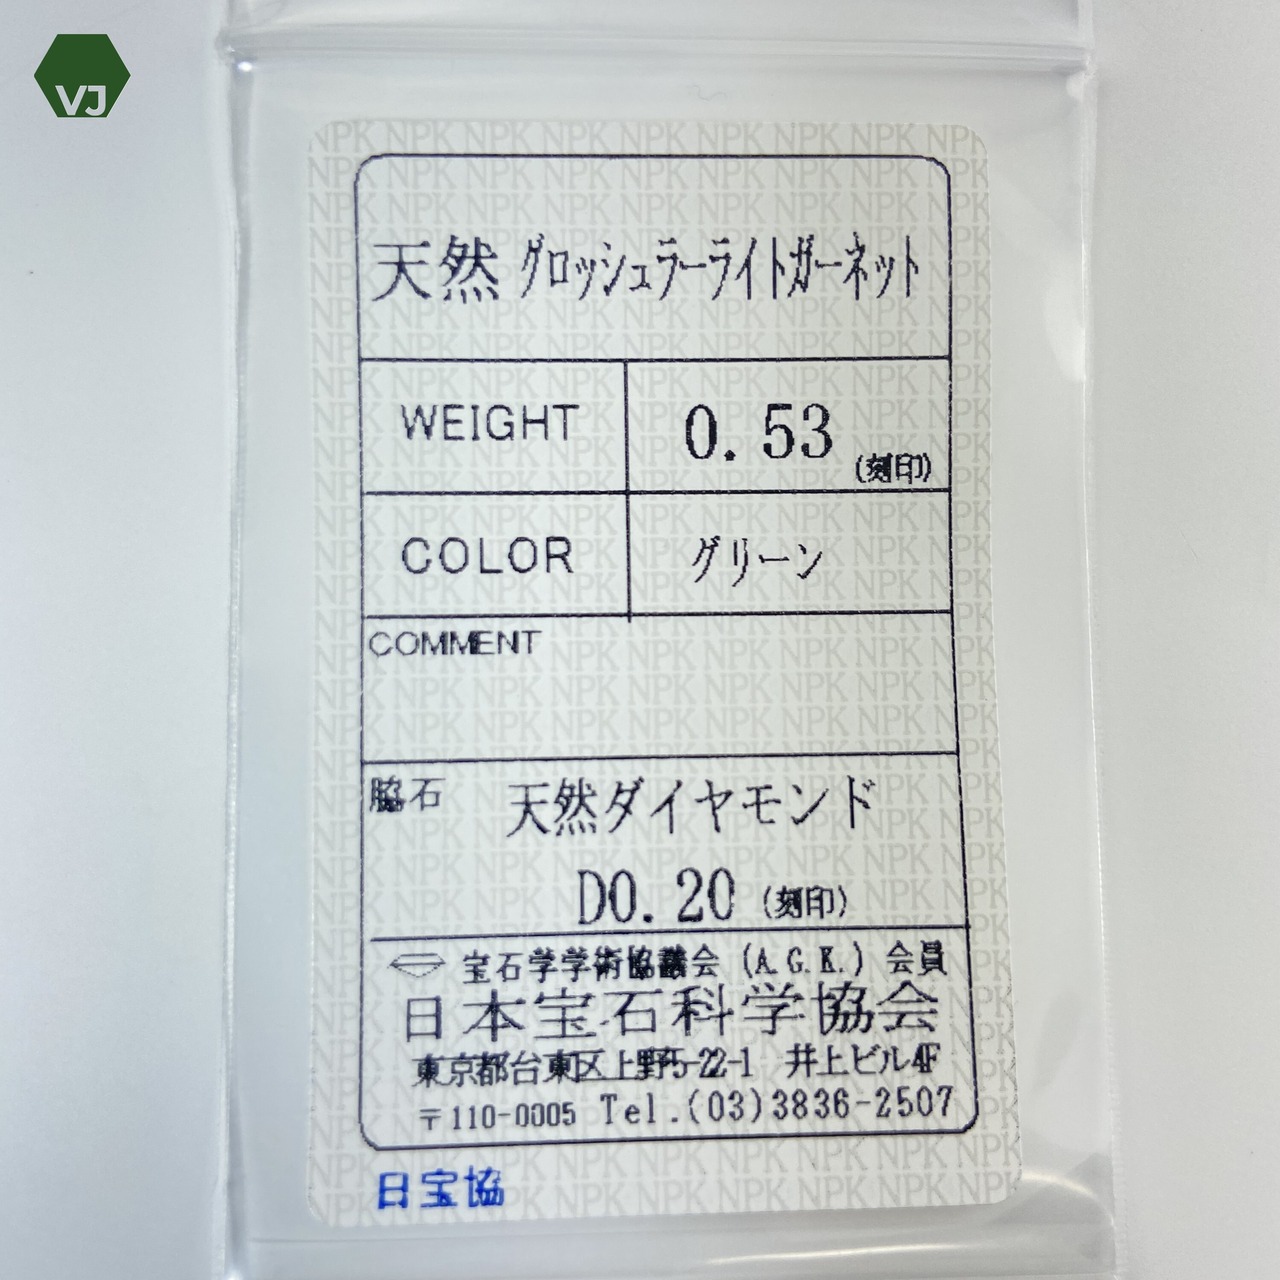 VJ
天然 グロッシュラーライトガーネット
WEIGHT 0.53 (刻印)
COLOR グリーン
COMMENT
脇石 天然ダイヤモンド
D0.20 (刻印)
宝石学学術協議会 (A.G.K.) 会員
日本宝石科学協会
東京都台東区上野5-22-1 井上ビル4F
〒110-0005 Tel.(03)3836-2507
日宝協